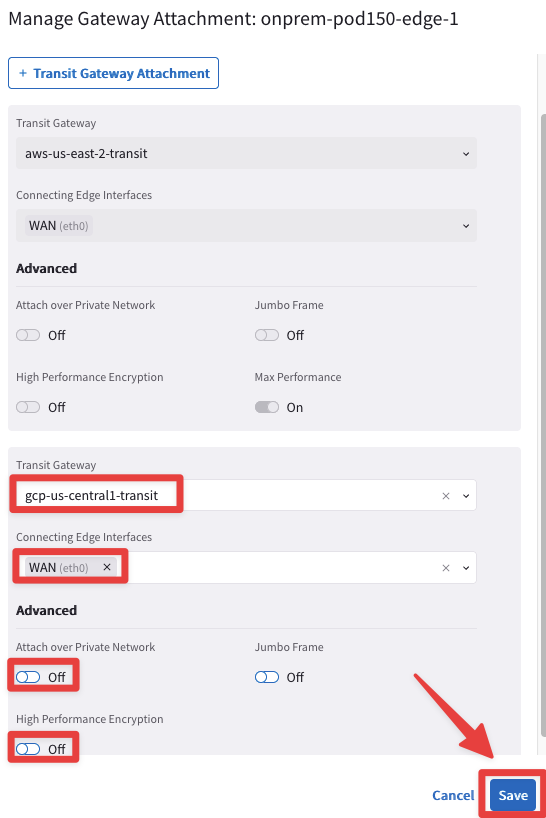 Manage Gateway Attachment: onprem-pod150-edge-1
+ Transit Gateway Attachment
Transit Gateway
aws-us-east-2-transit
Connecting Edge Interfaces
WAN (eth0)
Advanced
Attach over Private Network Jumbo Frame
Off Off
High Performance Encryption Max Performance
Off On
Transit Gateway
gcp-us-central1-transit
Connecting Edge Interfaces
WAN (eth0)
Advanced
Attach over Private Network Jumbo Frame
Off Off
High Performance Encryption
Off
Cancel Save